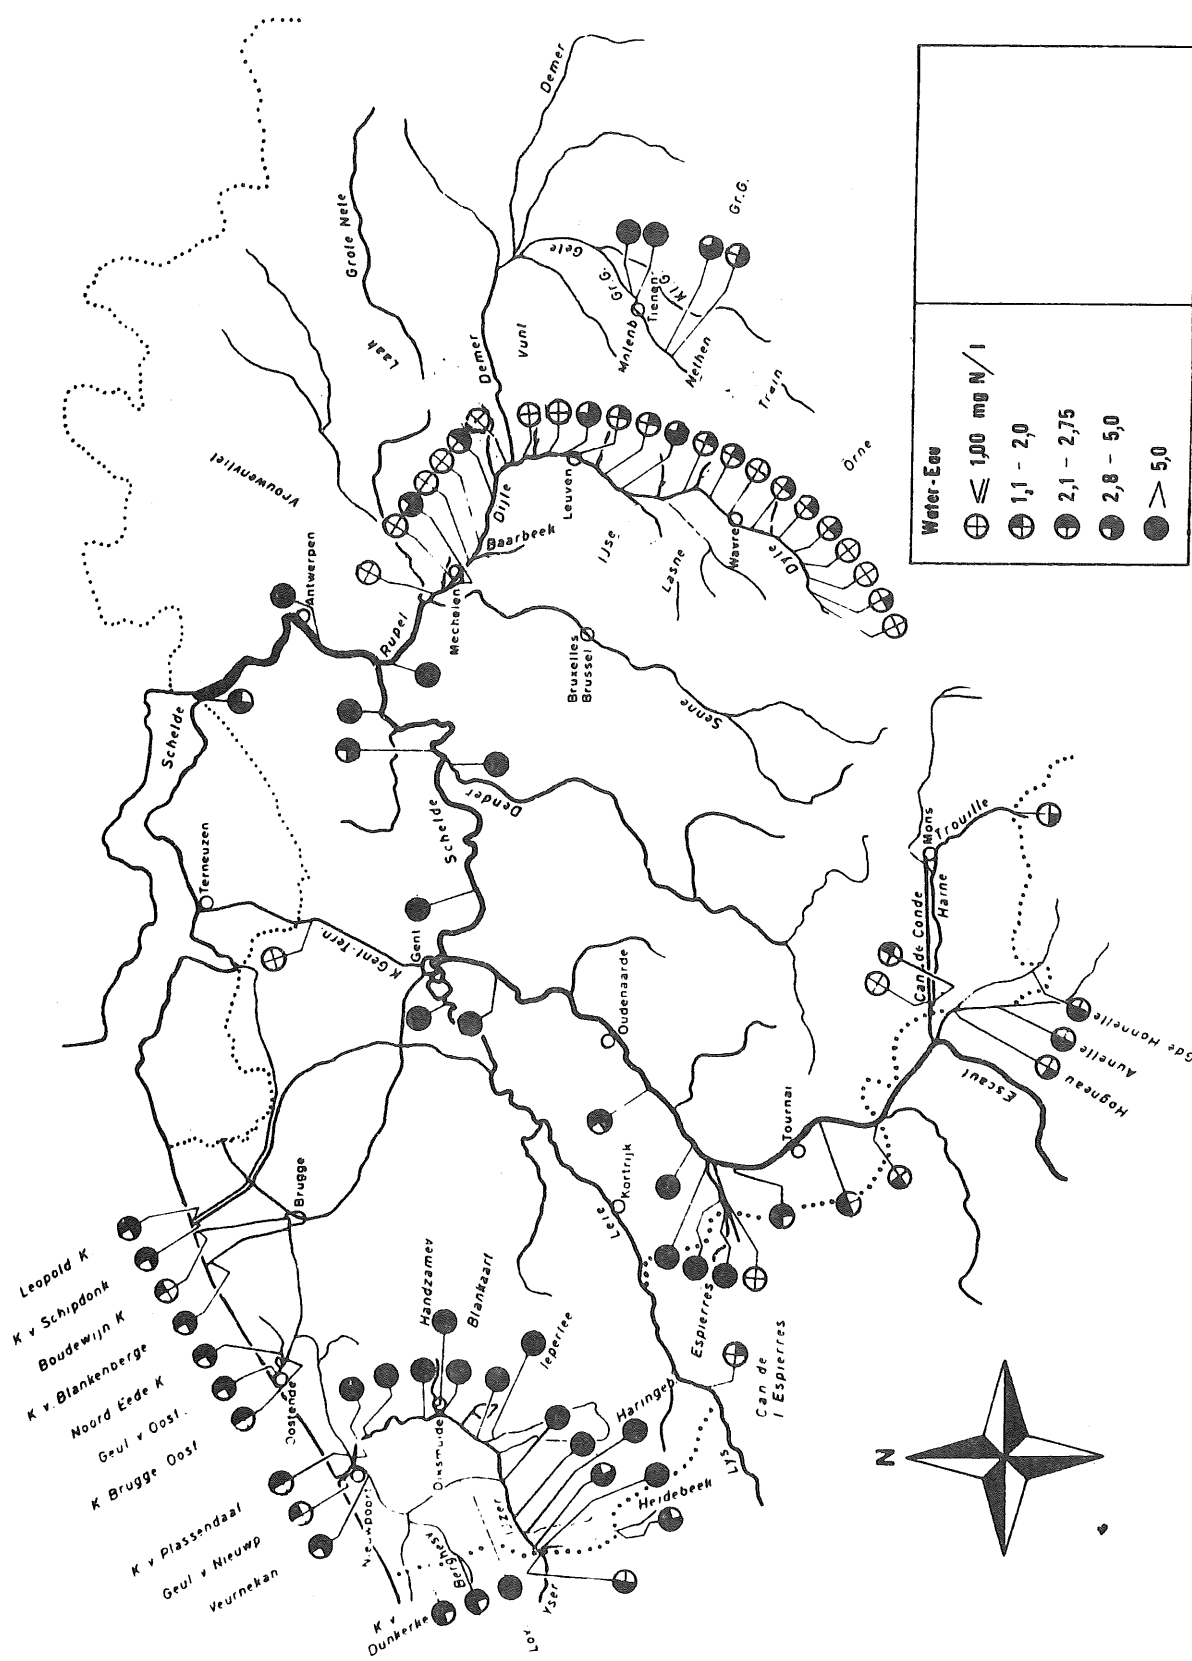 Water-Eau
≤ 1,00 mg N/l
1,1 - 2,0
2,1 - 2,75
2,8 - 5,0
> 5,0
N
Leopold K
K v Schipdonk
Boudewijn K
K v. Blankenberge
Noord Eede K
Geul v Oost.
K Brugge Oost
K v Plassendaal
Geul v Nieuwp
Veurnekan
K v
Dunkerke
Bergnesv
Nieuwpoort
Oostende
Brugge
Diksmuide
Handzamev
Blankaart
Ieperlee
Haringeb.
Heidebeek
IJzer
Yser
Lys
Leie
Kortrijk
Espierres
Can de
l Espierres
Tournai
Oudenaarde
Gent
K Gent-Tern.
Terneuzen
Schelde
Schelde
Dender
Antwerpen
Rupel
Mechelen
Vrouwenvliet
Baarbeek
Dijle
Leuven
IJse
Lasne
Wavre
Dyle
Örne
Train
Nethen
Molenb
Tienen
Gr.G.
Kl.G.
Gr.G.
Gete
Vunt
Demer
Demer
Laak
Grote Nete
Bruxelles
Brussel
Senne
Mons
Trouille
Haine
Can de Conde
Escaut
Hogneau
Aunelle
Gde Honnelle